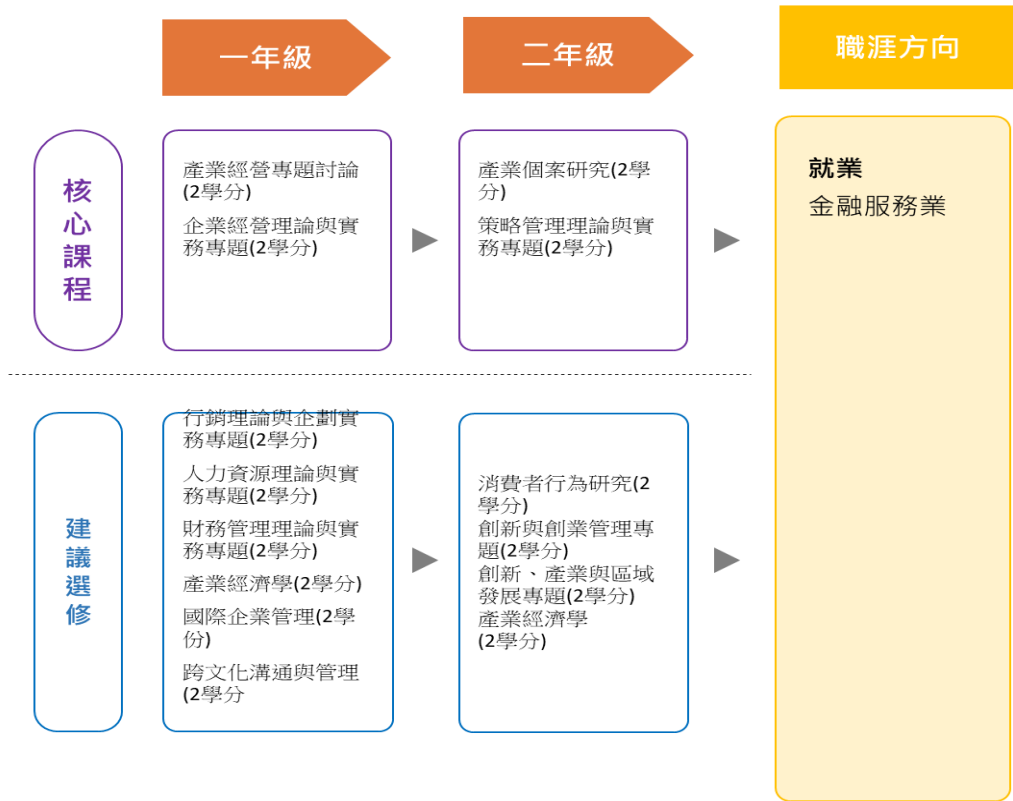 一年級
二年級
職涯方向
核
心
課
程
產業經營專題討論
(2學分)
企業經營理論與實
務專題(2學分)
產業個案研究(2學
分)
策略管理理論與實
務專題(2學分)
就業
金融服務業
建
議
選
修
行銷理論與企劃實
務專題(2學分)
人力資源理論與實
務專題(2學分)
財務管理理論與實
務專題(2學分)
產業經濟學(2學分)
國際企業管理(2學
份)
跨文化溝通與管理
(2學分
消費者行為研究(2
學分)
創新與創業管理專
題(2學分)
創新、產業與區域
發展專題(2學分)
產業經濟學
(2學分)